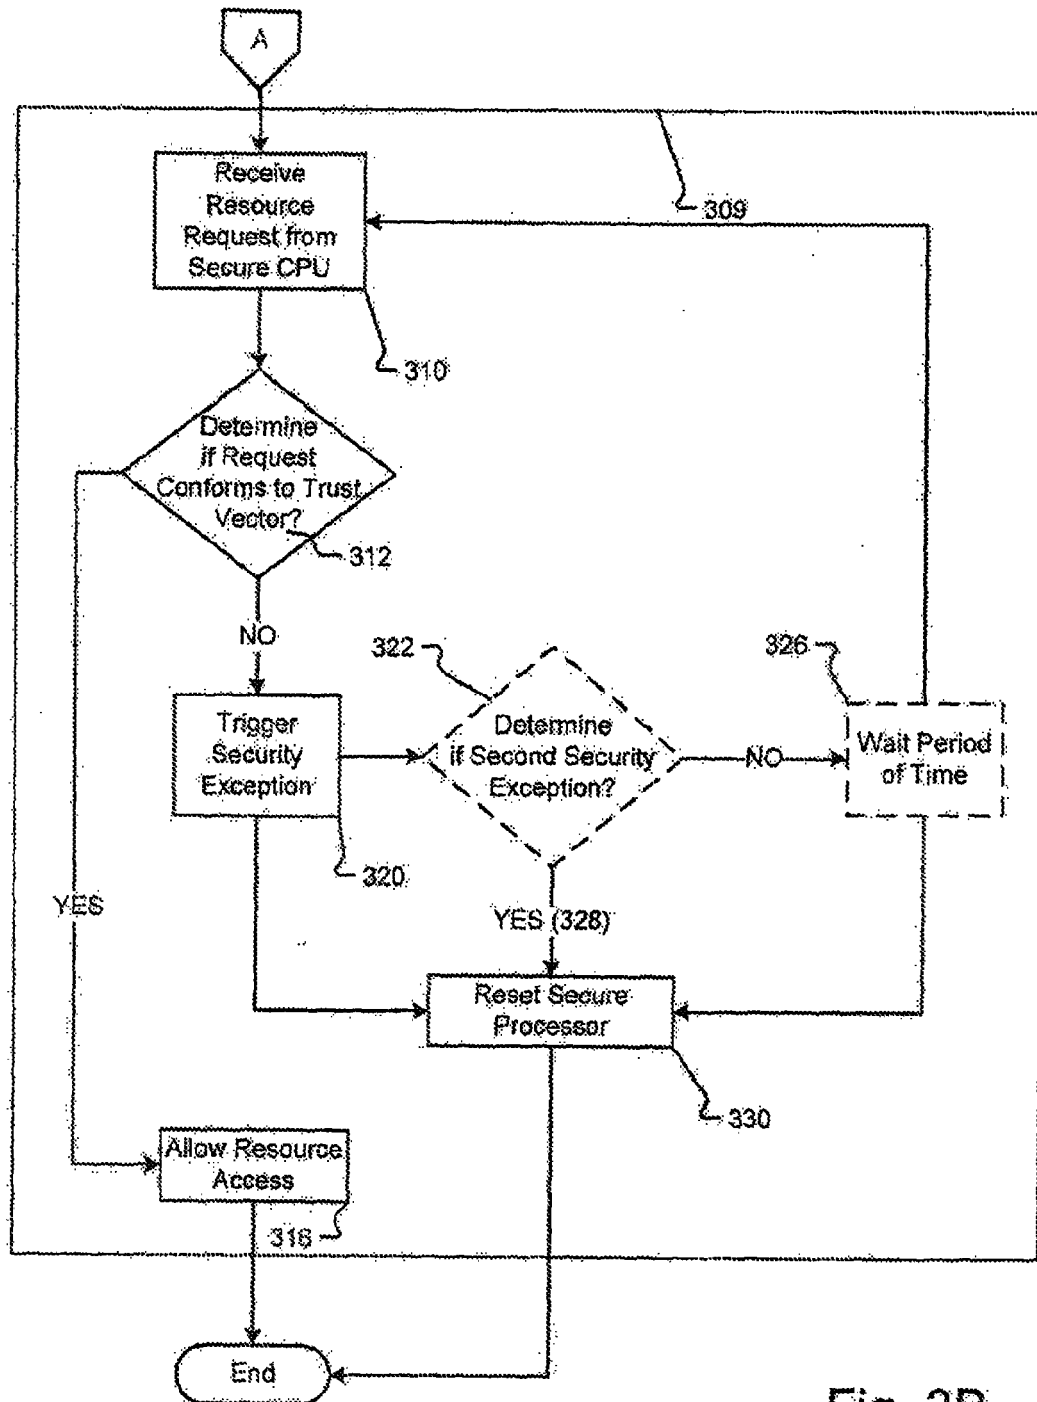 A
Receive
Resource
Request from
Secure CPU
309
310
Determine
if Request
Conforms to Trust
Vector?
312
NO
322
326
Trigger
Security
Exception
Determine
if Second Security
Exception?
NO
Wait Period
of Time
320
YES
YES (328)
Reset Secure
Processor
330
Allow Resource
Access
316
End